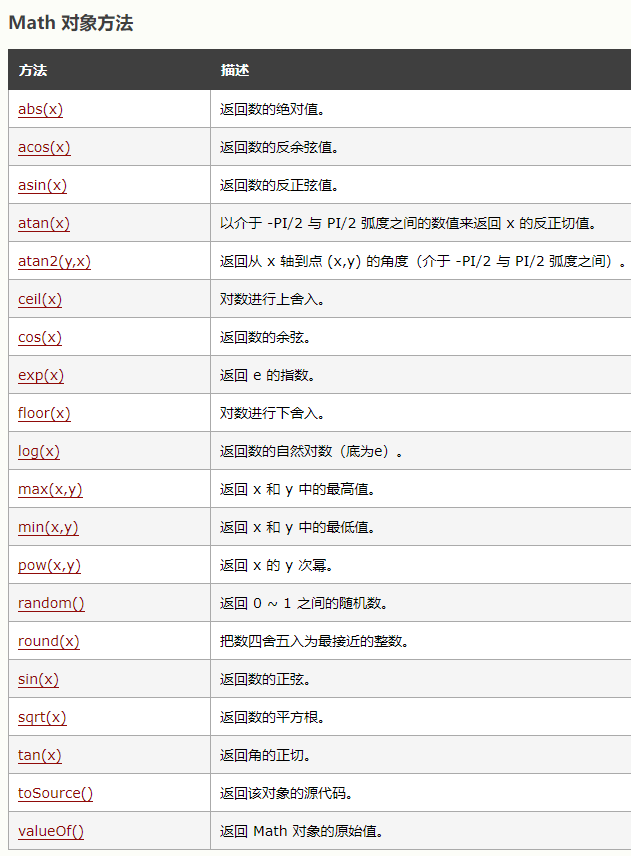 Math 对象方法
方法 描述
abs(x) 返回数的绝对值。
acos(x) 返回数的反余弦值。
asin(x) 返回数的反正弦值。
atan(x) 以介于 -PI/2 与 PI/2 弧度之间的数值来返回 x 的反正切值。
atan2(y,x) 返回从 x 轴到点 (x,y) 的角度（介于 -PI/2 与 PI/2 弧度之间）。
ceil(x) 对数进行上舍入。
cos(x) 返回数的余弦。
exp(x) 返回 e 的指数。
floor(x) 对数进行下舍入。
log(x) 返回数的自然对数（底为e）。
max(x,y) 返回 x 和 y 中的最高值。
min(x,y) 返回 x 和 y 中的最低值。
pow(x,y) 返回 x 的 y 次幂。
random() 返回 0 ~ 1 之间的随机数。
round(x) 把数四舍五入为最接近的整数。
sin(x) 返回数的正弦。
sqrt(x) 返回数的平方根。
tan(x) 返回角的正切。
toSource() 返回该对象的源代码。
valueOf() 返回 Math 对象的原始值。